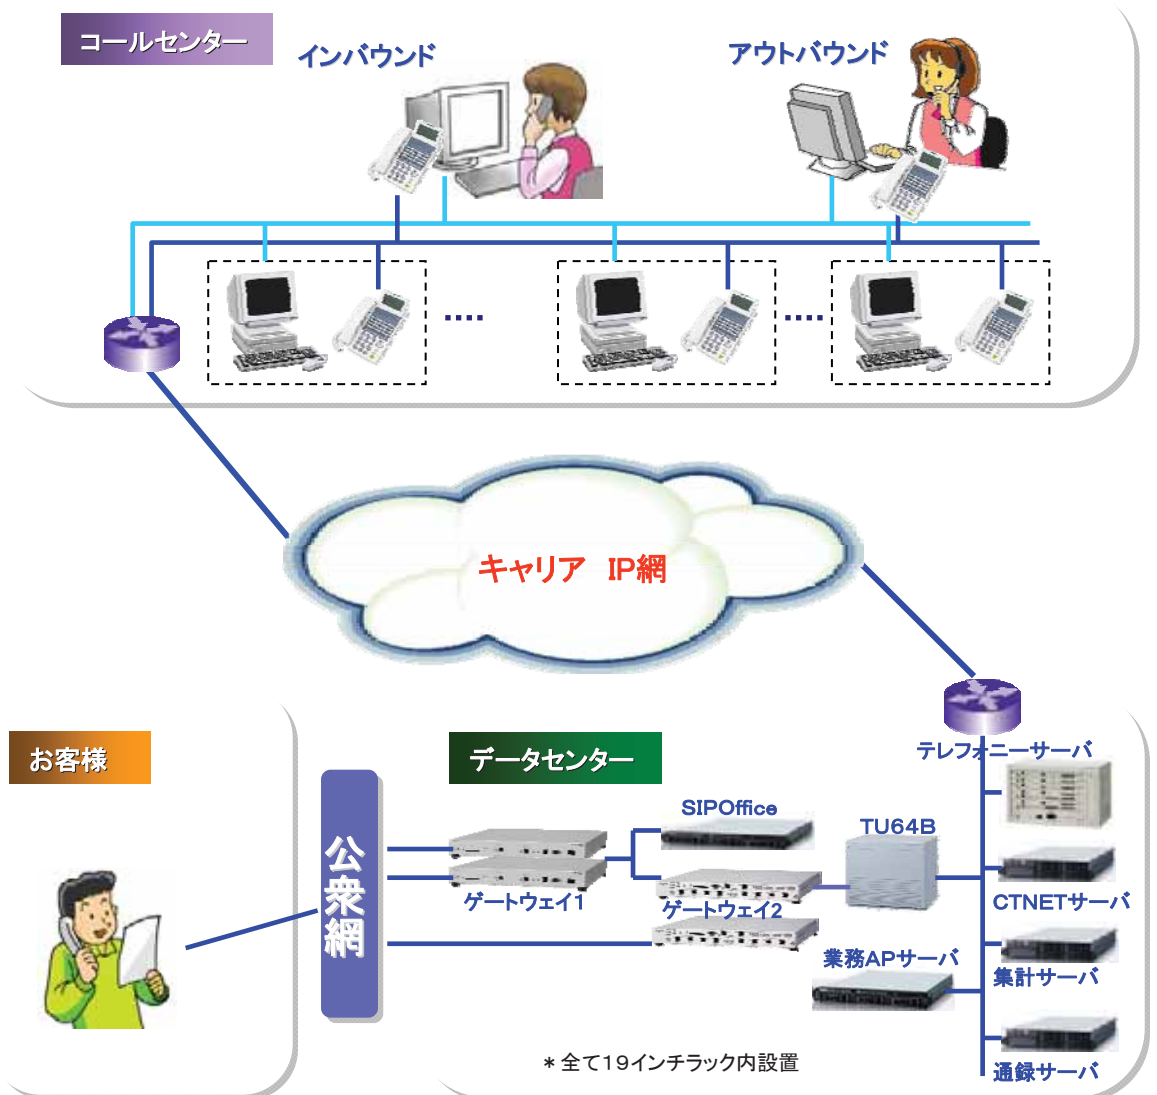 コールセンター
インバウンド
アウトバウンド
キャリア　IP網
お客様
データセンター
公衆網
テレフォニーサーバ
SIPOffice
TU64B
ゲートウェイ1
ゲートウェイ2
CTNETサーバ
業務APサーバ
集計サーバ
通録サーバ
＊全て19インチラック内設置